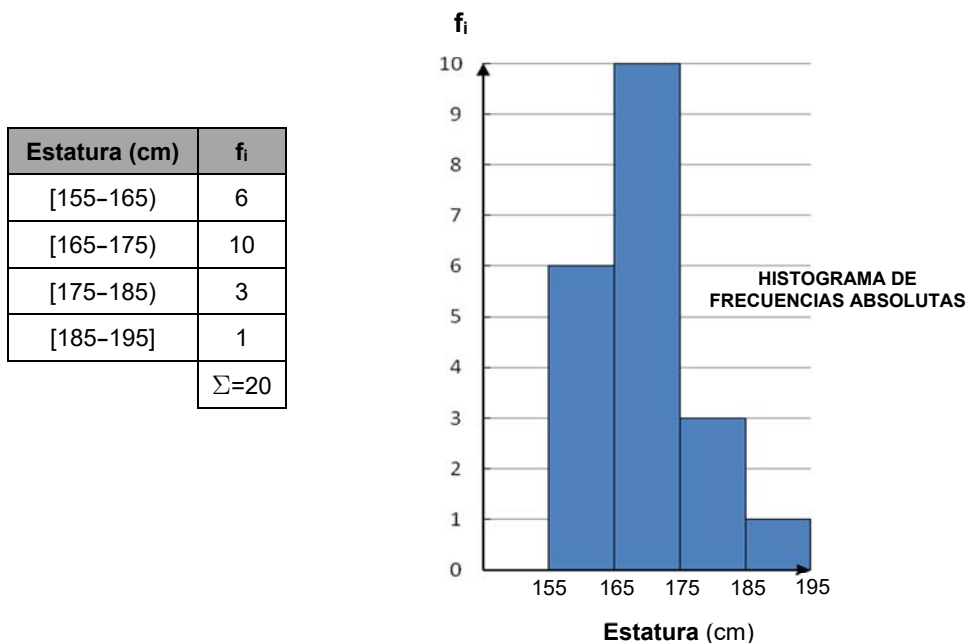 Estatura (cm) fi
[155-165) 6
[165-175) 10
[175-185) 3
[185-195] 1
Σ=20
fi
10
9
8
7
6
5
4
3
2
1
0
155 165 175 185 195
Estatura (cm)
HISTOGRAMA DE
FRECUENCIAS ABSOLUTAS